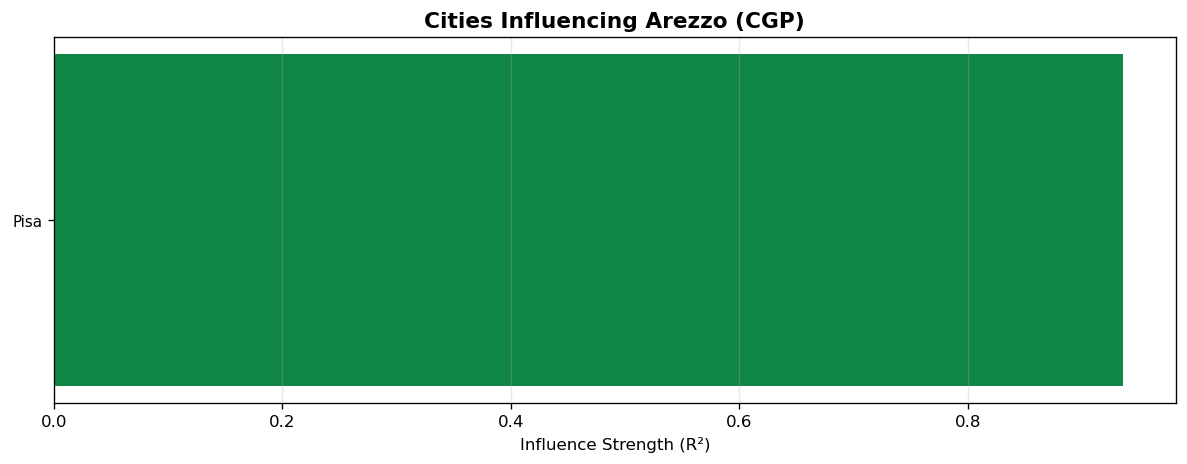 Cities Influencing Arezzo (CGP)
Pisa
0.0 0.2 0.4 0.6 0.8
Influence Strength (R²)